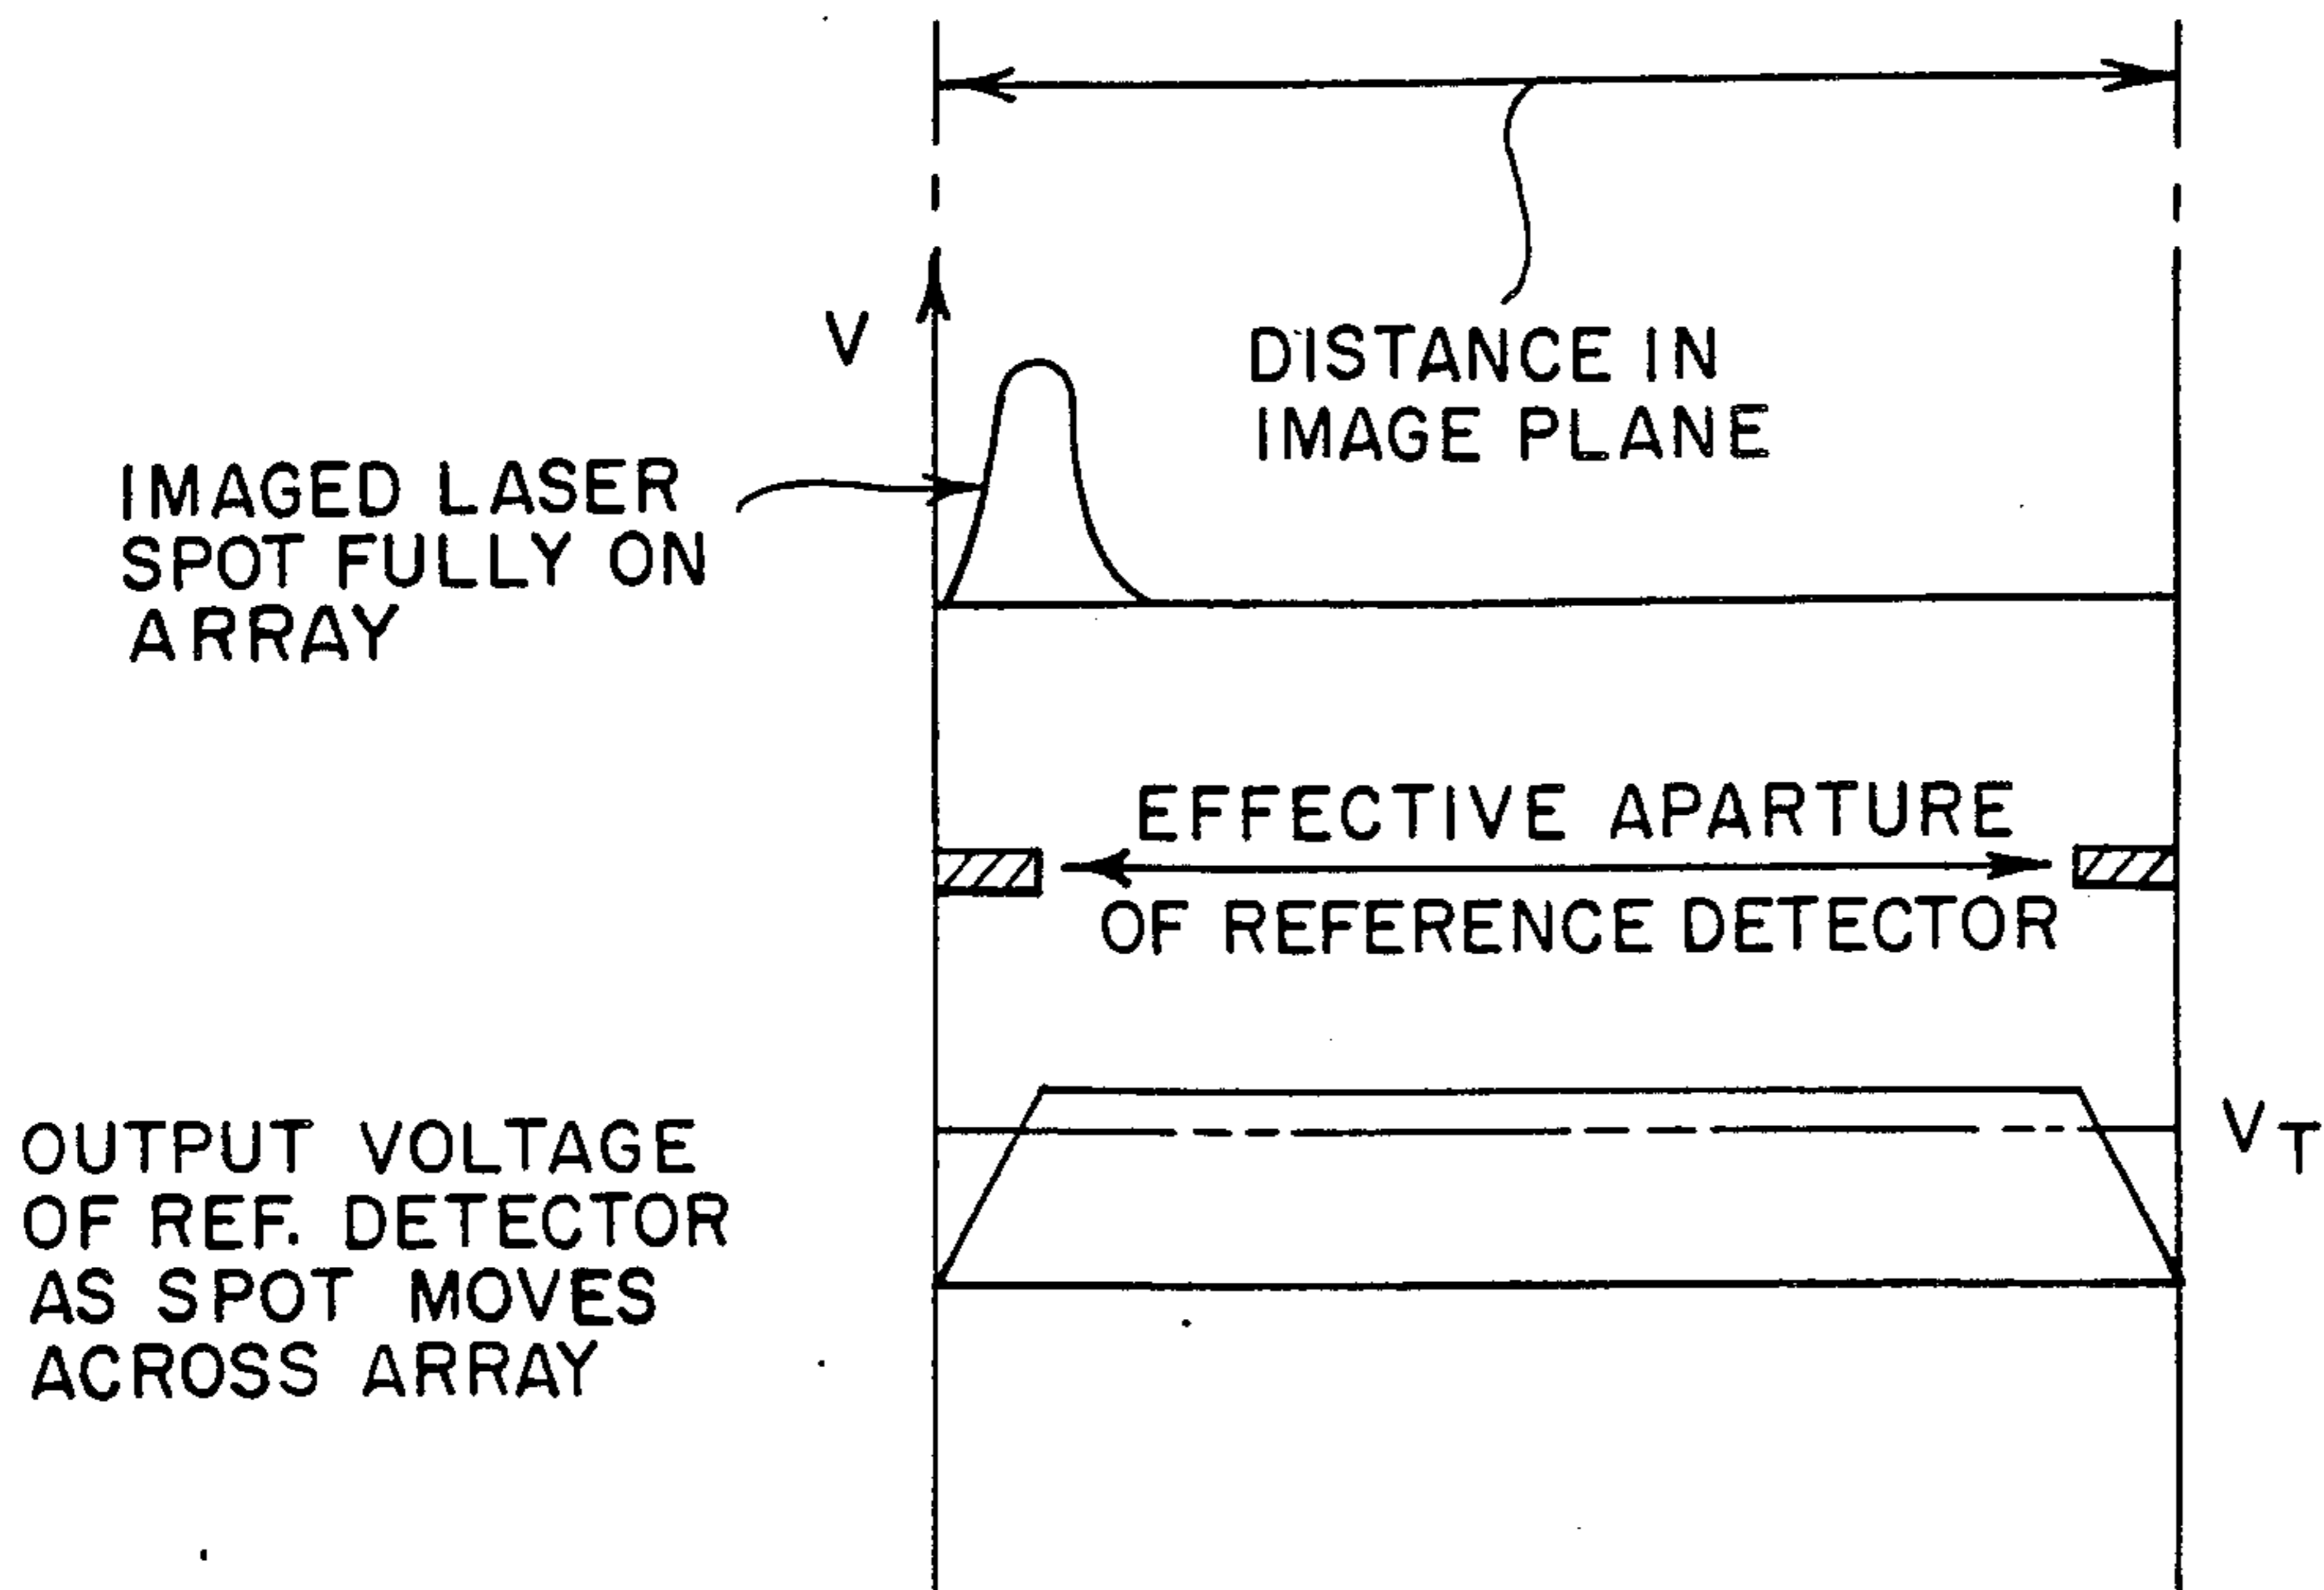 V
DISTANCE IN
IMAGE PLANE
IMAGED LASER
SPOT FULLY ON
ARRAY
EFFECTIVE APARTURE
OF REFERENCE DETECTOR
OUTPUT VOLTAGE
OF REF. DETECTOR
AS SPOT MOVES
ACROSS ARRAY
VT